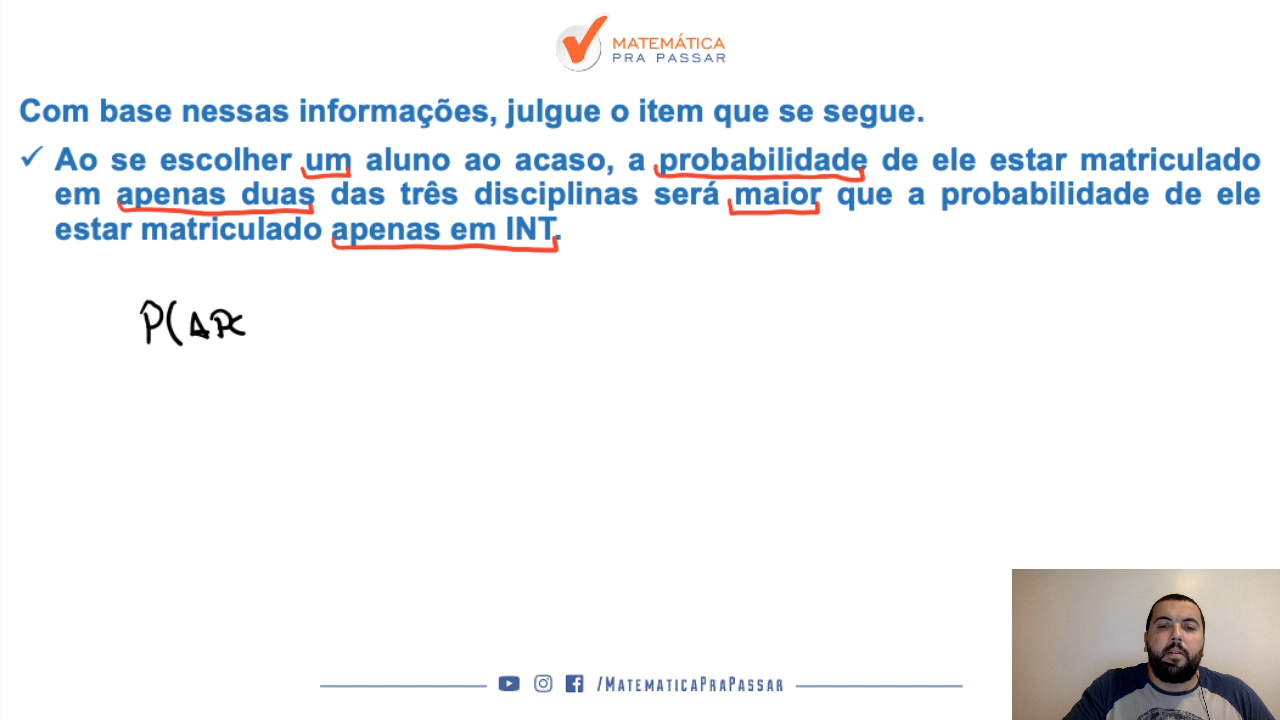 MATEMÁTICA
PRA PASSAR
Com base nessas informações, julgue o item que se segue.
✓ Ao se escolher um aluno ao acaso, a probabilidade de ele estar matriculado
em apenas duas das três disciplinas será maior que a probabilidade de ele
estar matriculado apenas em INT.
P(
/MATEMATICAPRAPASSAR